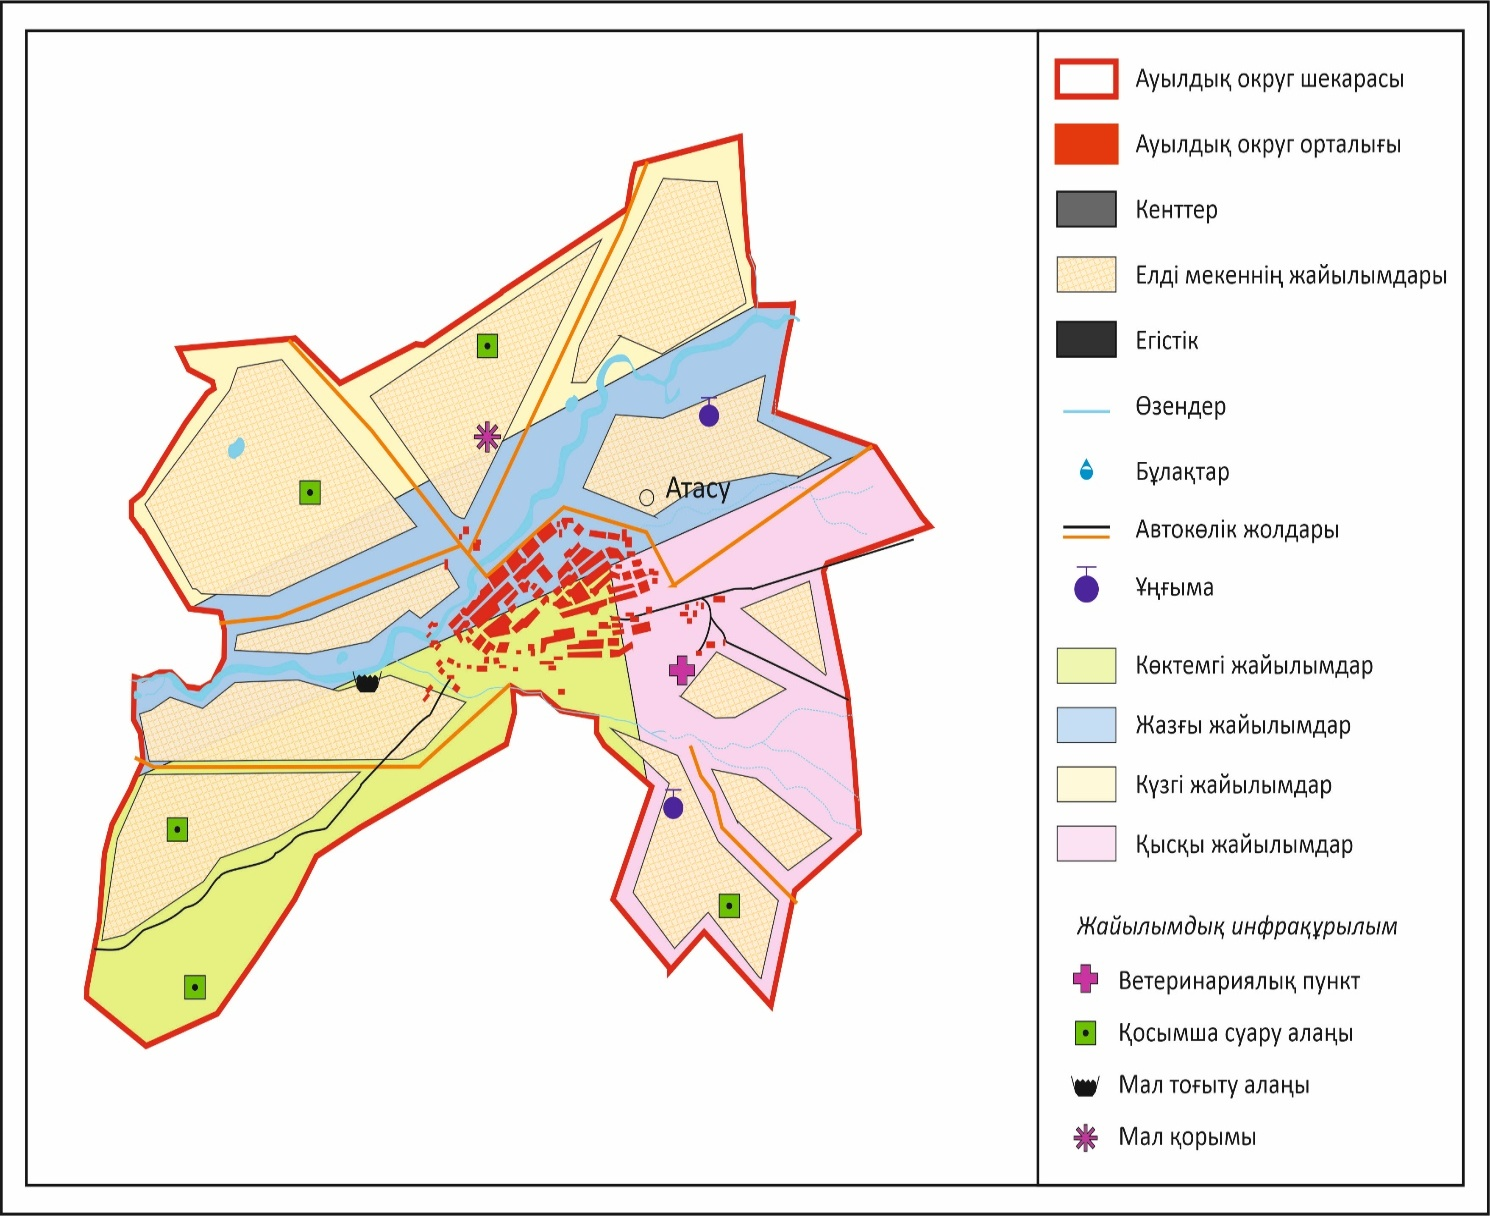 Атасу
Ауылдық округ шекарасы
Ауылдық округ орталығы
Кенттер
Елді мекеннің жайылымдары
Егістік
Өзендер
Бұлақтар
Автокөлік жолдары
Ұңғыма
Көктемгі жайылымдар
Жазғы жайылымдар
Күзгі жайылымдар
Қысқы жайылымдар
Жайылымдық инфрақұрылым
Ветеринариялық пункт
Қосымша суару алаңы
Мал тоғыту алаңы
Мал қорымы